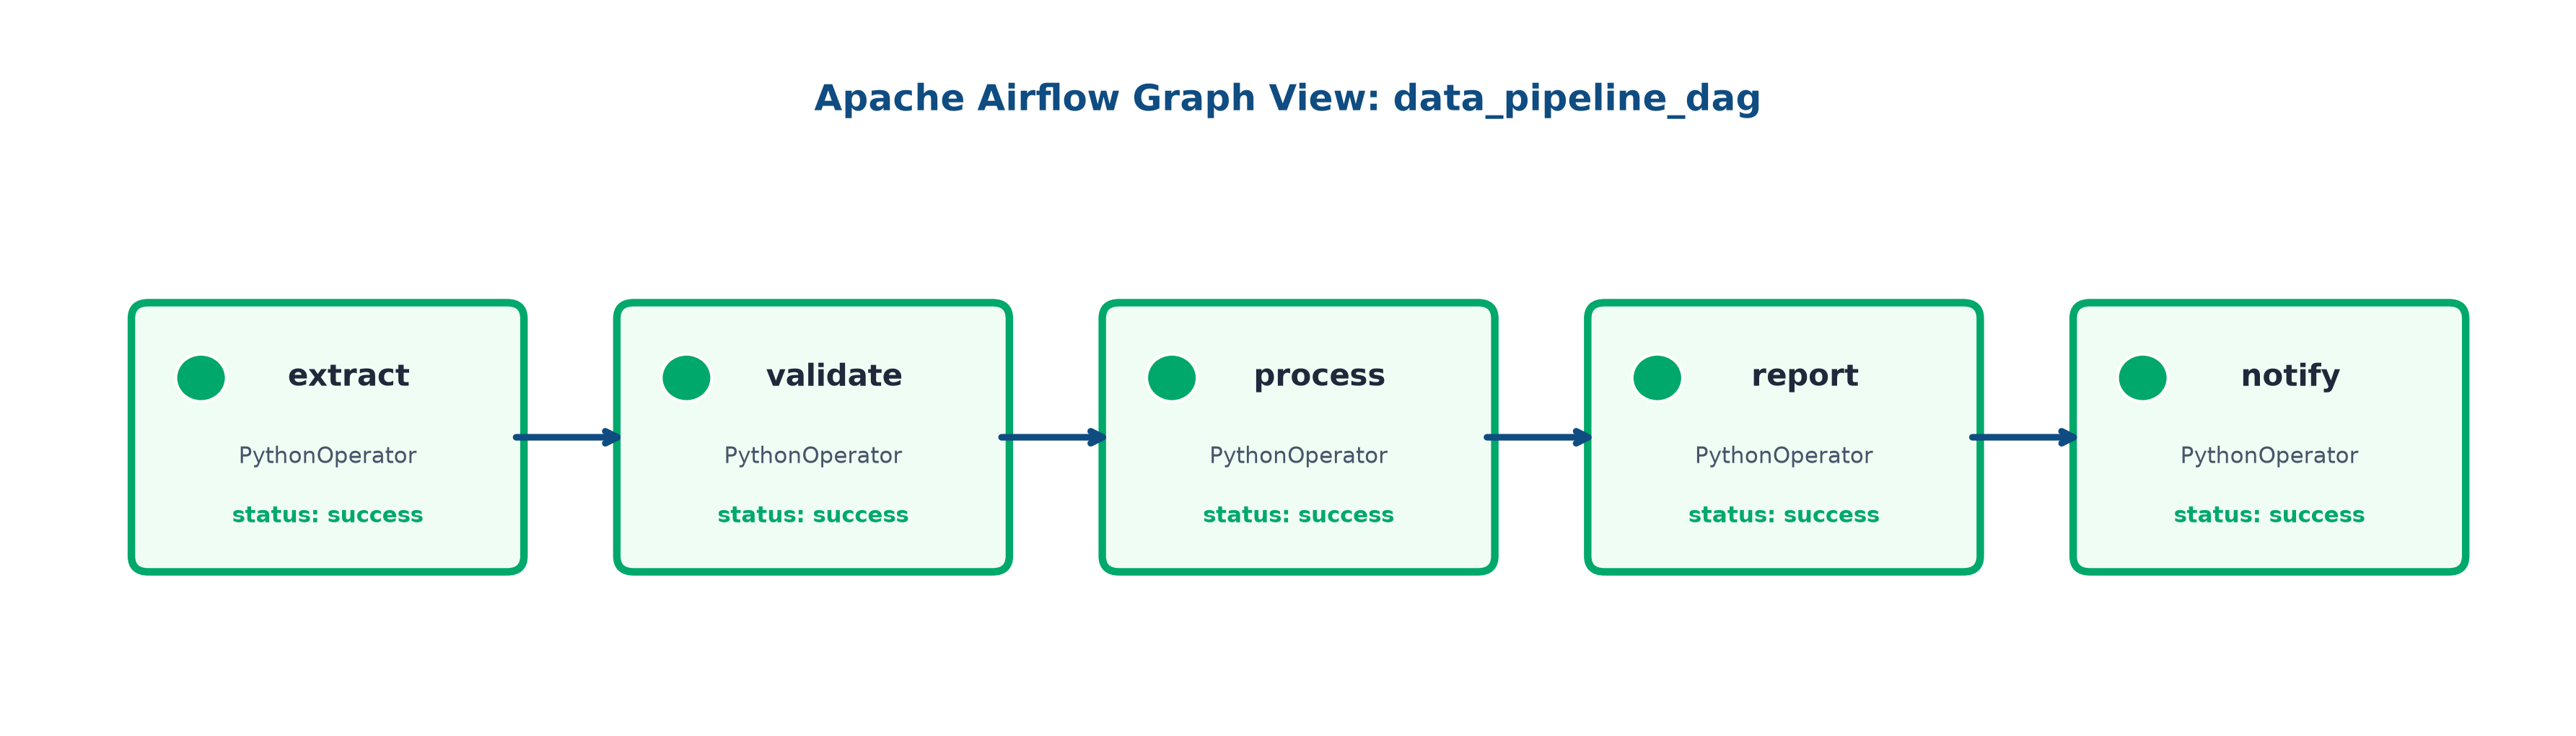 Apache Airflow Graph View: data_pipeline_dag
extract
PythonOperator
status: success
validate
PythonOperator
status: success
process
PythonOperator
status: success
report
PythonOperator
status: success
notify
PythonOperator
status: success